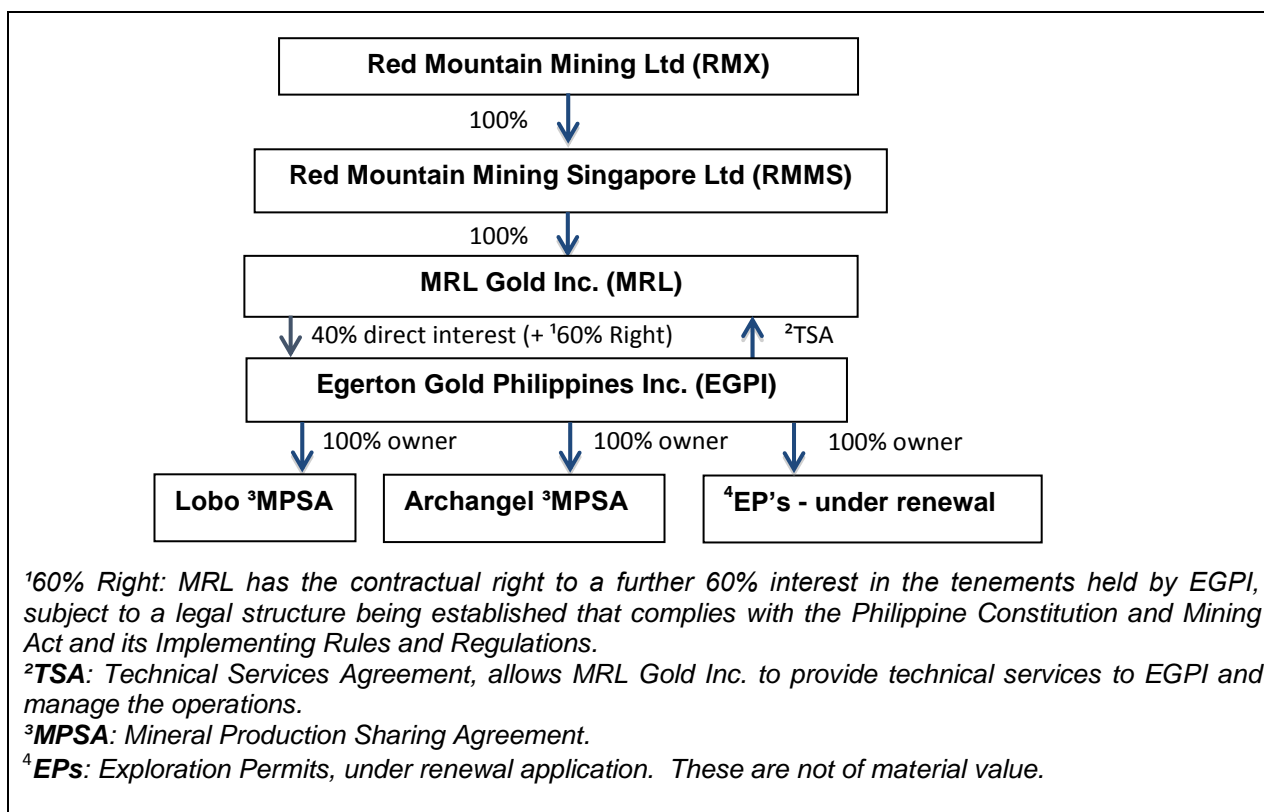 Red Mountain Mining Ltd (RMX)
100%
Red Mountain Mining Singapore Ltd (RMMS)
100%
MRL Gold Inc. (MRL)
40% direct interest (+ ¹60% Right)
²TSA
Egerton Gold Philippines Inc. (EGPI)
100% owner
100% owner
100% owner
Lobo ³MPSA
Archangel ³MPSA
⁴EP’s - under renewal
¹60% Right: MRL has the contractual right to a further 60% interest in the tenements held by EGPI,
subject to a legal structure being established that complies with the Philippine Constitution and Mining
Act and its Implementing Rules and Regulations.
²TSA: Technical Services Agreement, allows MRL Gold Inc. to provide technical services to EGPI and
manage the operations.
³MPSA: Mineral Production Sharing Agreement.
⁴EPs: Exploration Permits, under renewal application. These are not of material value.